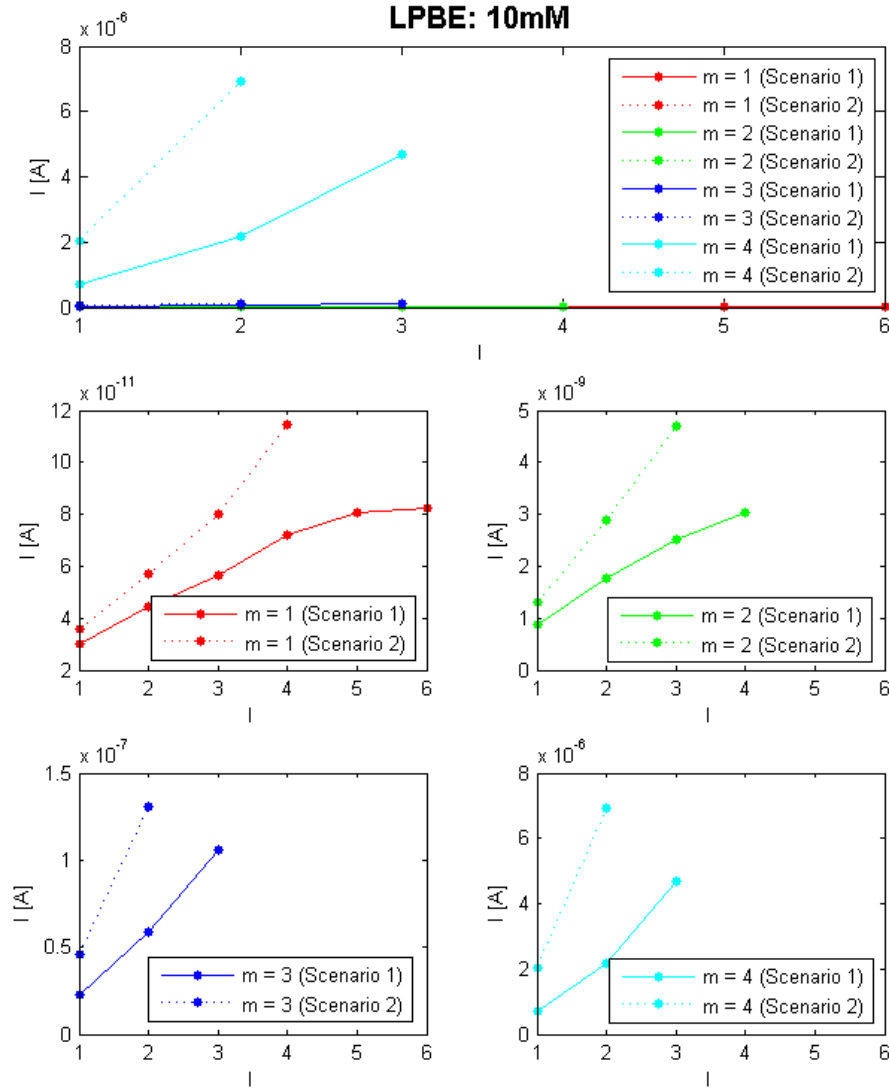 LPBE: 10mM
x 10^-6
8
6
4
2
0
I [A]
1 2 3 4 5 6
l
m = 1 (Scenario 1)
m = 1 (Scenario 2)
m = 2 (Scenario 1)
m = 2 (Scenario 2)
m = 3 (Scenario 1)
m = 3 (Scenario 2)
m = 4 (Scenario 1)
m = 4 (Scenario 2)
x 10^-11
12
10
8
6
4
2
I [A]
1 2 3 4 5 6
l
m = 1 (Scenario 1)
m = 1 (Scenario 2)
x 10^-9
5
4
3
2
1
0
I [A]
1 2 3 4 5 6
l
m = 2 (Scenario 1)
m = 2 (Scenario 2)
x 10^-7
1.5
1
0.5
0
I [A]
1 2 3 4 5 6
l
m = 3 (Scenario 1)
m = 3 (Scenario 2)
x 10^-6
8
6
4
2
0
I [A]
1 2 3 4 5 6
l
m = 4 (Scenario 1)
m = 4 (Scenario 2)